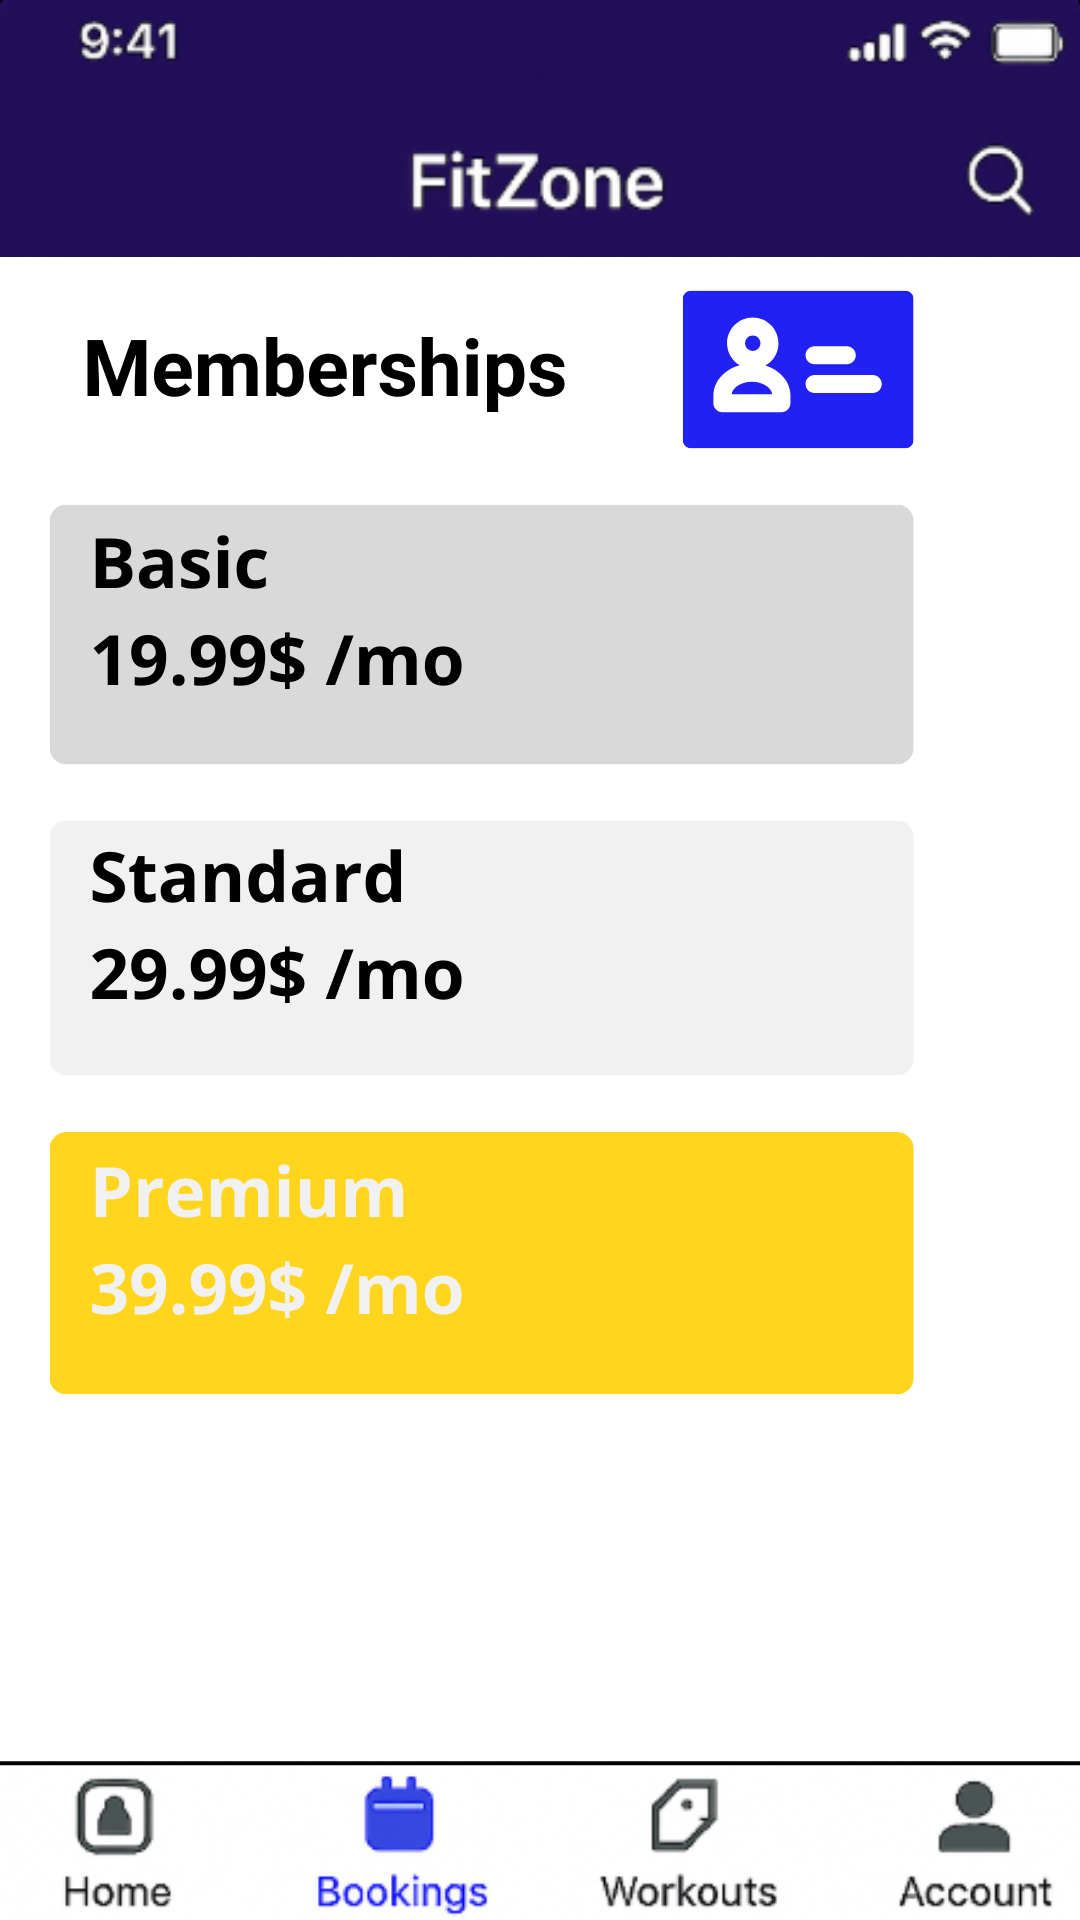 9:41
FitZone
Memberships
Basic
19.99$ /mo
Standard
29.99$ /mo
Premium
39.99$ /mo
Home
Bookings
Workouts
Account